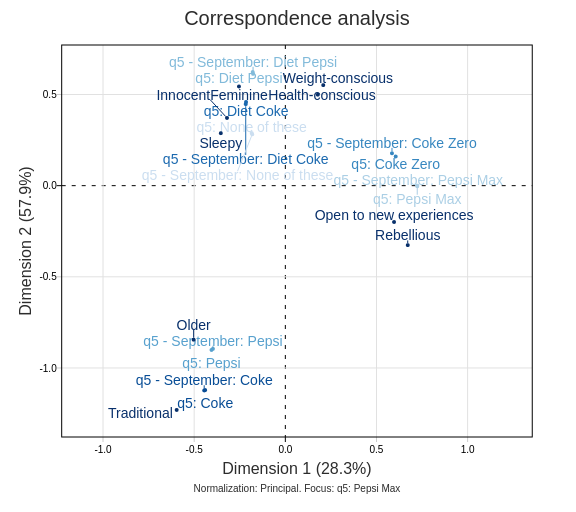 Correspondence analysis
q5 - September: Diet Pepsi
q5: Diet Pepsi
Weight-conscious
Innocent
Feminine
Health-conscious
q5: Diet Coke
q5: None of these
Sleepy
q5 - September: Coke Zero
q5 - September: Diet Coke
q5: Coke Zero
q5 - September: None of these
q5 - September: Pepsi Max
q5: Pepsi Max
Open to new experiences
Rebellious
Older
q5 - September: Pepsi
q5: Pepsi
q5 - September: Coke
q5: Coke
Traditional
0.5
0.0
-0.5
-1.0
Dimension 2 (57.9%)
-1.0
-0.5
0.0
0.5
1.0
Dimension 1 (28.3%)
Normalization: Principal. Focus: q5: Pepsi Max